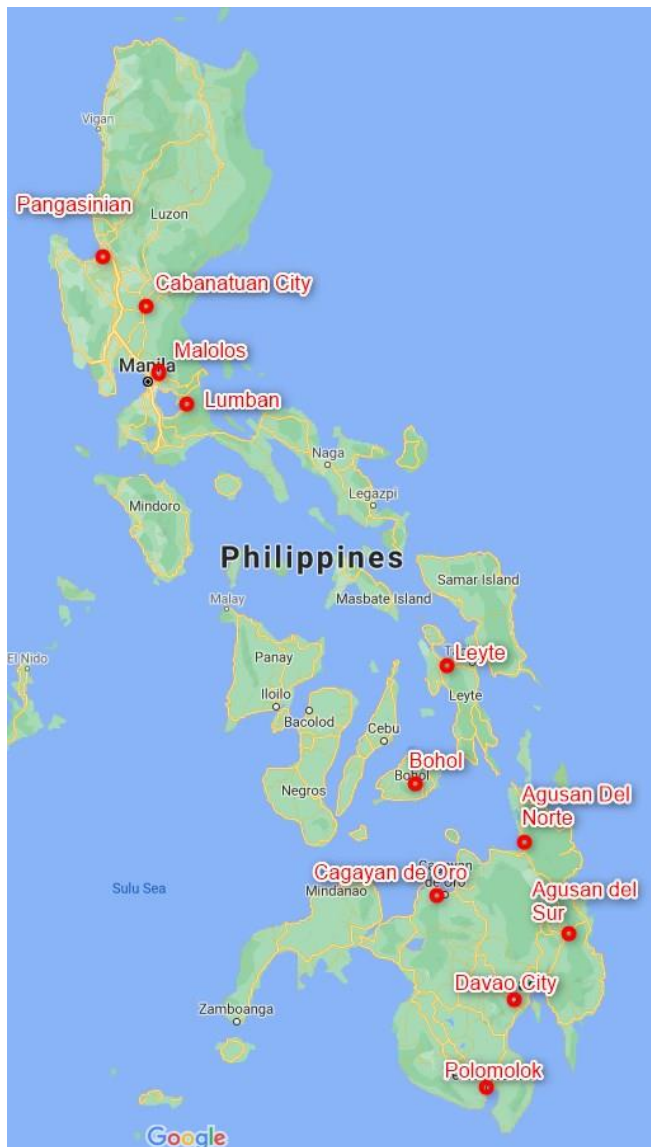 Vigan
Pangasinian
Luzon
Cabanatuan City
Malolos
Manila
Lumban
Naga
Legazpi
Mindoro
Philippines
Samar Island
Malay
Masbate Island
El Nido
Leyte
Panay
Leyte
Iloilo
Bacolod
Cebu
Bohol
Bohol
Negros
Agusan Del
Norte
Cagayan de Oro
Sulu Sea
Mindanao
Agusan del
Sur
Davao City
Zamboanga
Polomolok
Google